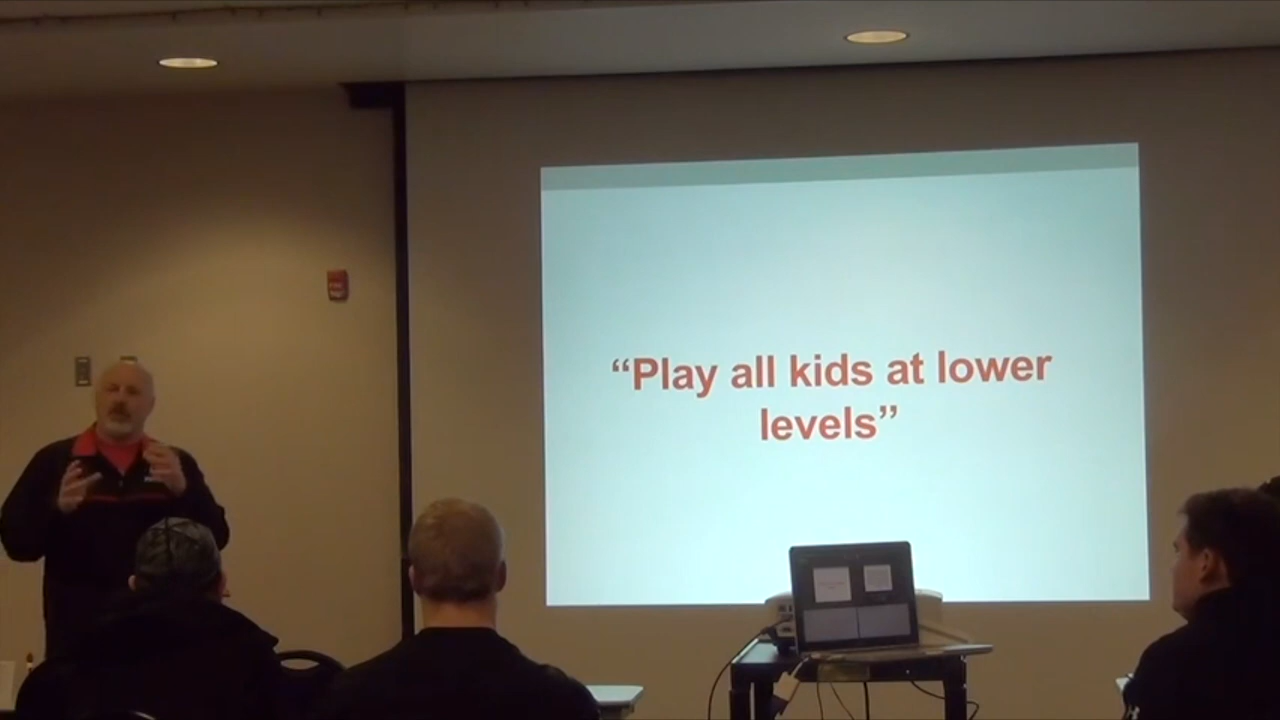 “Play all kids at lower
levels”